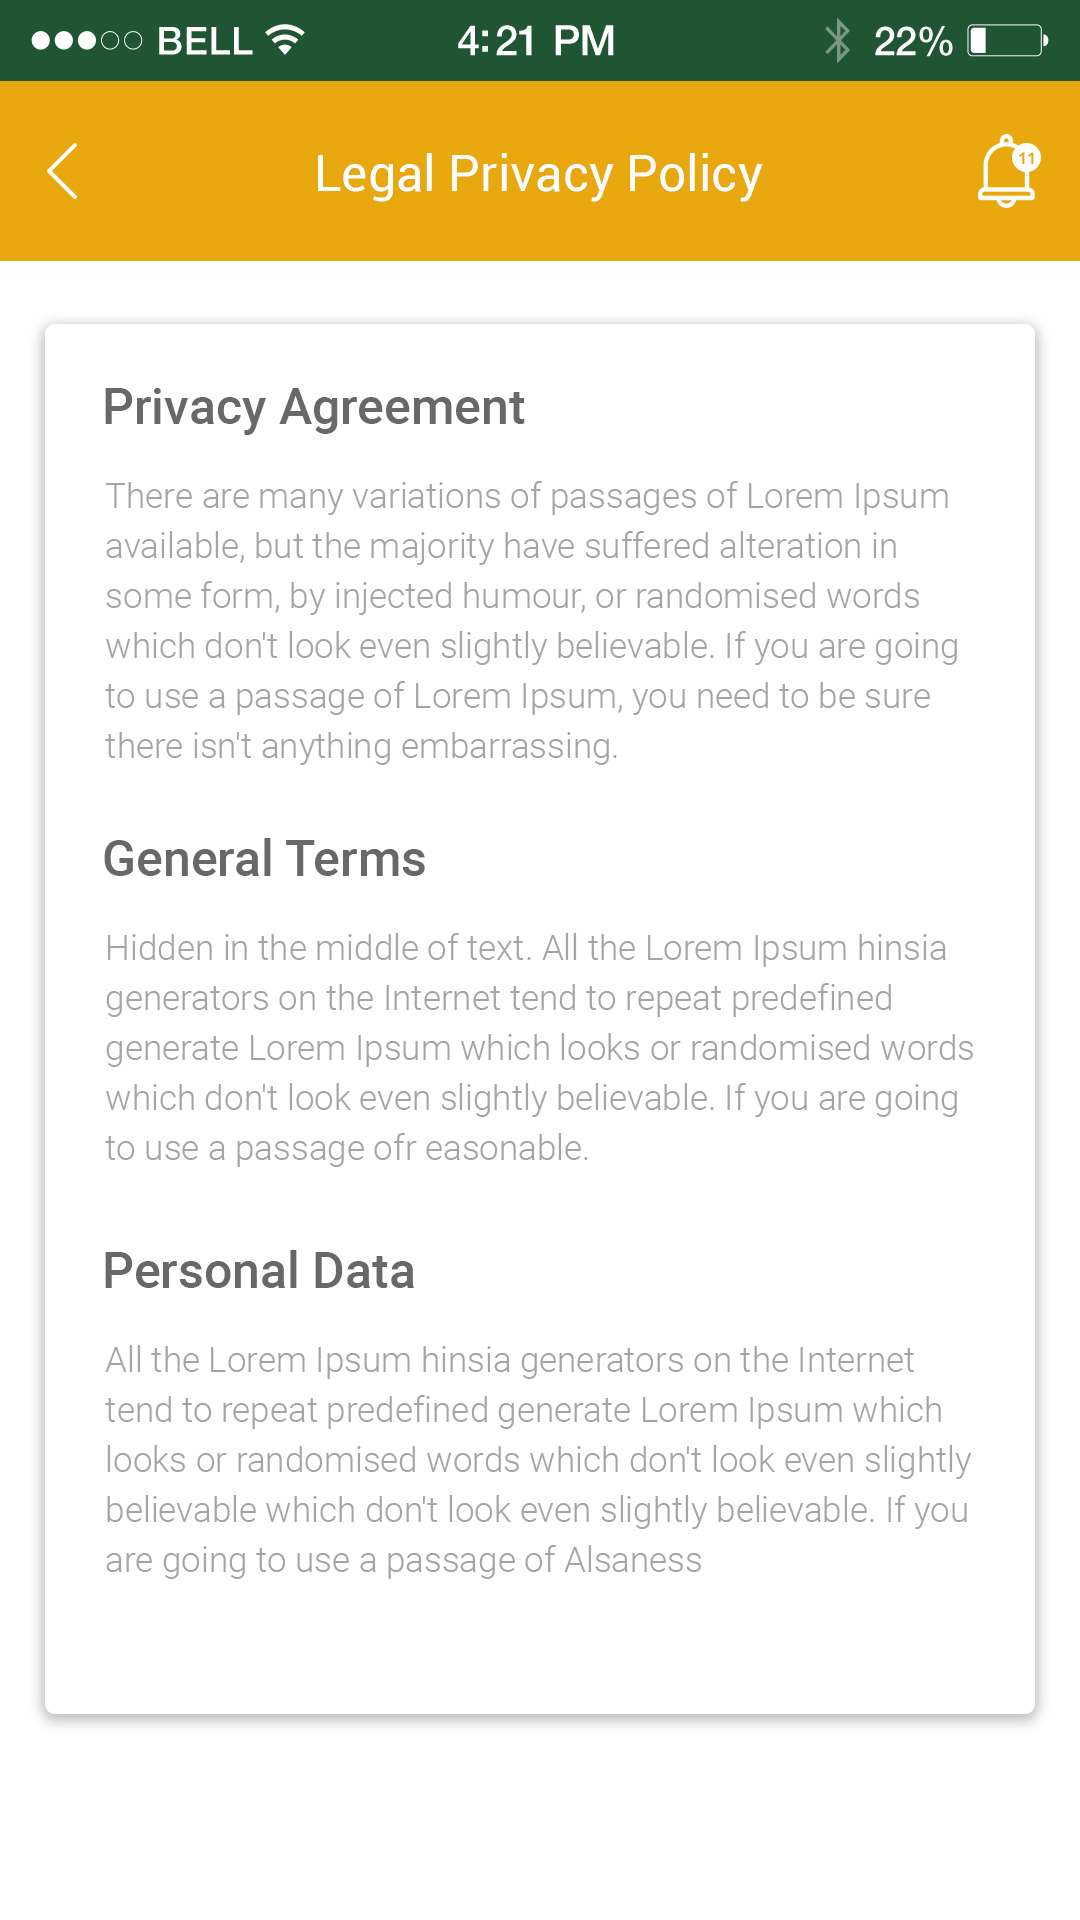 BELL 4:21 PM 22%
Legal Privacy Policy 11
Privacy Agreement
There are many variations of passages of Lorem Ipsum
available, but the majority have suffered alteration in
some form, by injected humour, or randomised words
which don't look even slightly believable. If you are going
to use a passage of Lorem Ipsum, you need to be sure
there isn't anything embarrassing.
General Terms
Hidden in the middle of text. All the Lorem Ipsum hinsia
generators on the Internet tend to repeat predefined
generate Lorem Ipsum which looks or randomised words
which don't look even slightly believable. If you are going
to use a passage ofr easonable.
Personal Data
All the Lorem Ipsum hinsia generators on the Internet
tend to repeat predefined generate Lorem Ipsum which
looks or randomised words which don't look even slightly
believable which don't look even slightly believable. If you
are going to use a passage of Alsaness